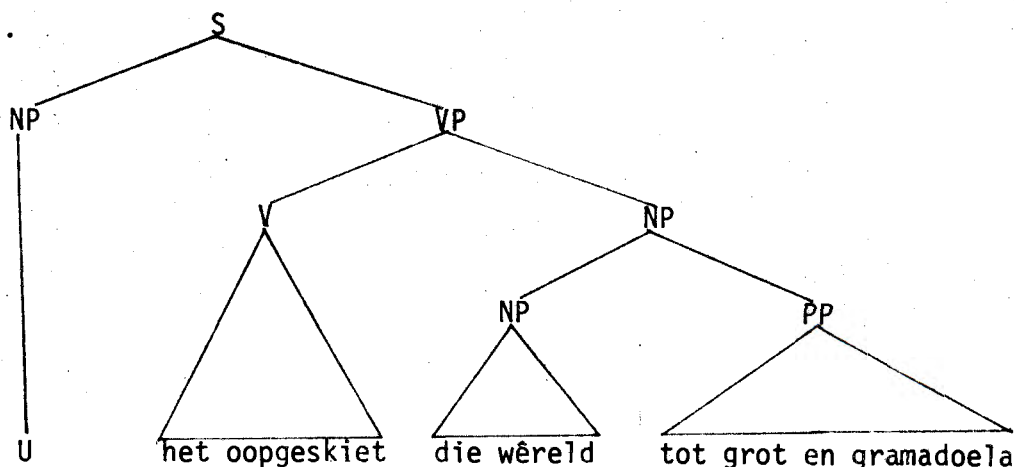 S
NP VP
V NP
NP PP
U het oopgeskiet die wêreld tot grot en gramadoela